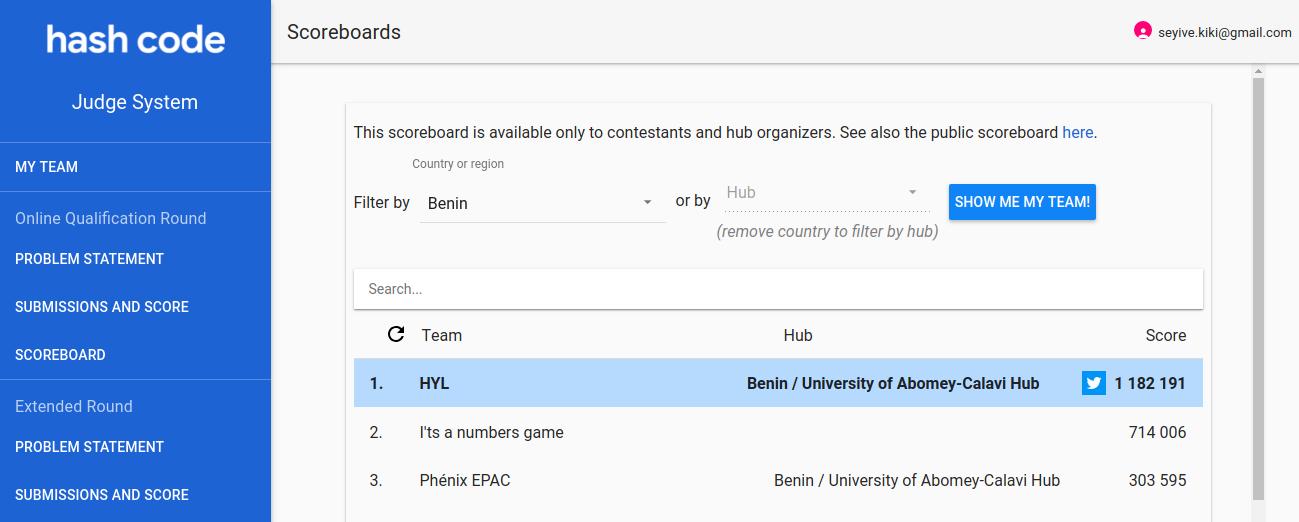 hash code
Judge System
MY TEAM
Online Qualification Round
PROBLEM STATEMENT
SUBMISSIONS AND SCORE
SCOREBOARD
Extended Round
PROBLEM STATEMENT
SUBMISSIONS AND SCORE
Scoreboards
seyive.kiki@gmail.com
This scoreboard is available only to contestants and hub organizers. See also the public scoreboard here.
Country or region
Filter by Benin or by Hub SHOW ME MY TEAM!
(remove country to filter by hub)
Search...
Team Hub Score
1. HYL Benin / University of Abomey-Calavi Hub 1 182 191
2. I'ts a numbers game 714 006
3. Phénix EPAC Benin / University of Abomey-Calavi Hub 303 595